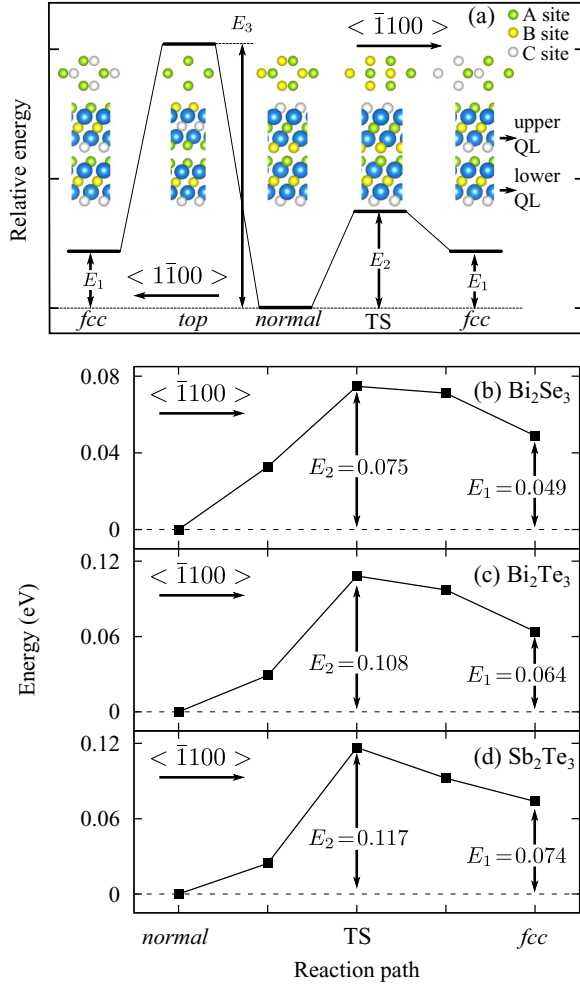 (a)
A site
B site
C site
E₃
< 1̅100 >
Relative energy
upper
QL
lower
QL
E₁
< 11̅00 >
E₂
E₁
fcc
top
normal
TS
fcc
< 1̅100 >
(b) Bi₂Se₃
0.08
0.04
0
E₂=0.075
E₁=0.049
< 1̅100 >
(c) Bi₂Te₃
0.12
0.06
0
E₂=0.108
E₁=0.064
Energy (eV)
< 1̅100 >
(d) Sb₂Te₃
0.12
0.06
0
E₂=0.117
E₁=0.074
normal
TS
fcc
Reaction path